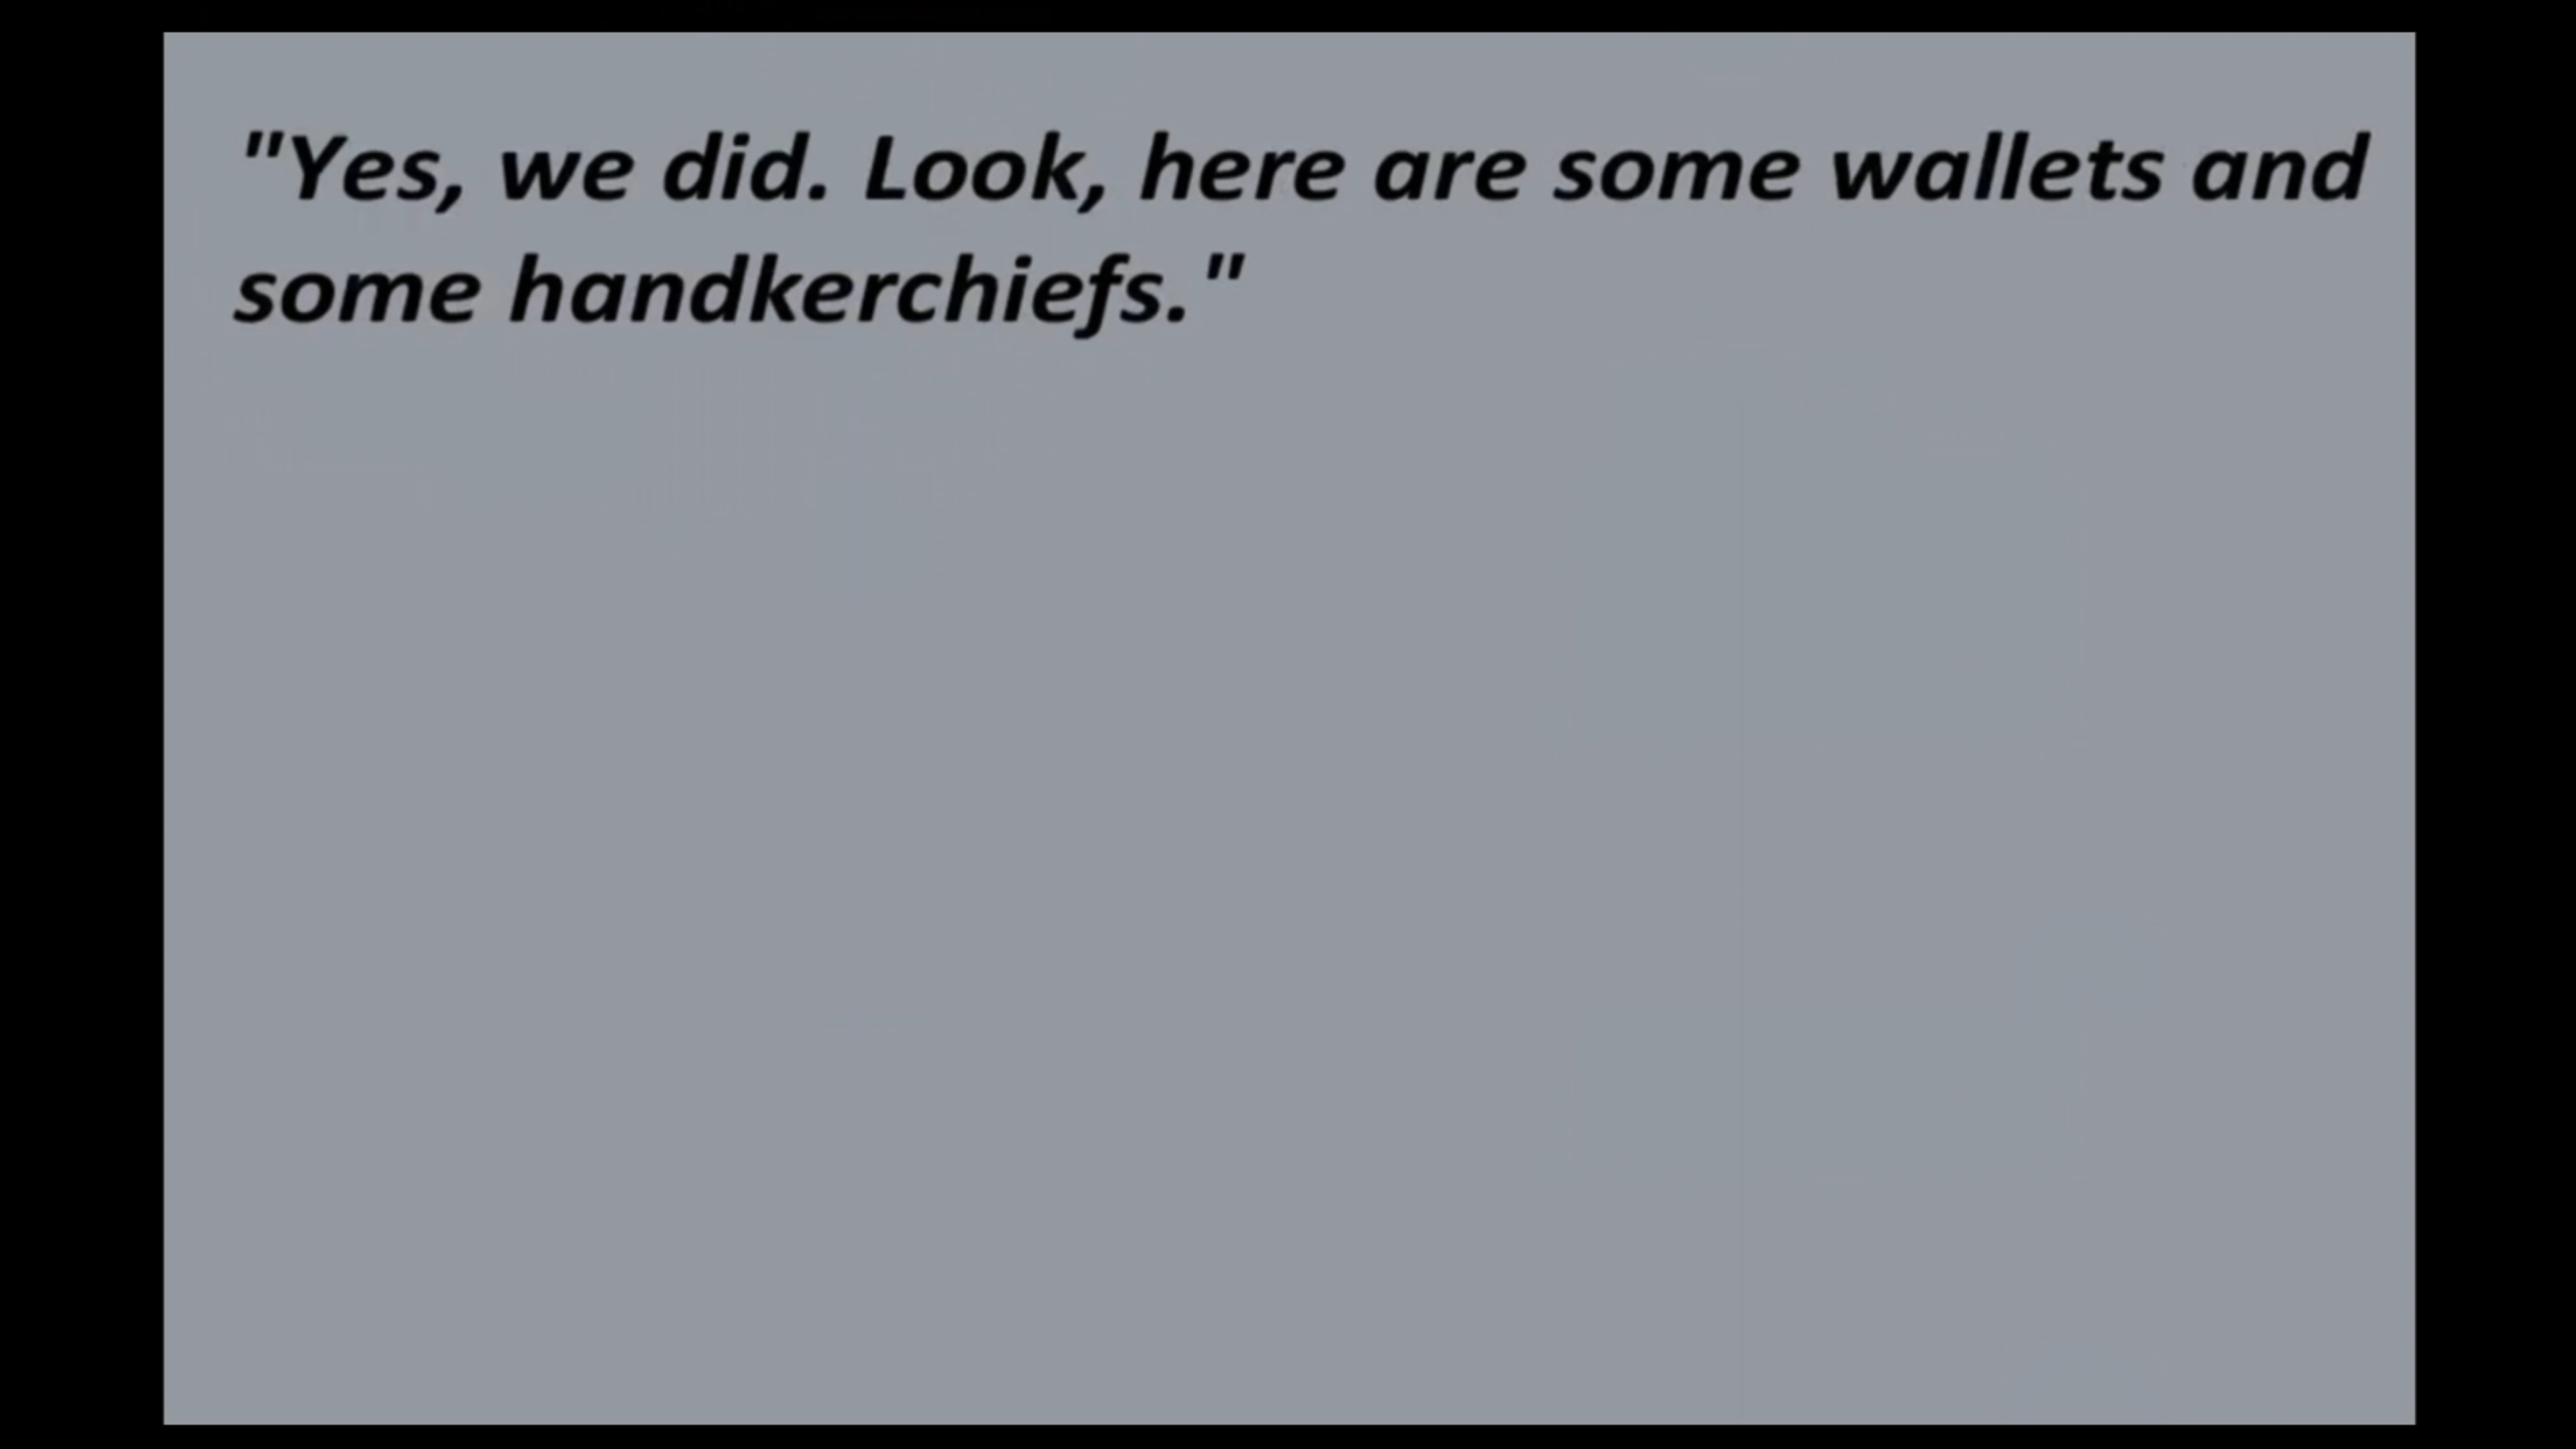 "Yes, we did. Look, here are some wallets and
some handkerchiefs."